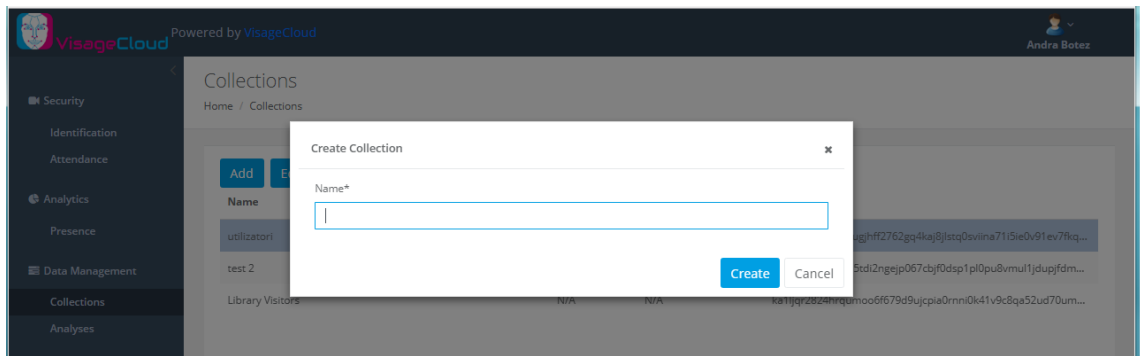 VisageCloud Powered by VisageCloud
Andra Botez
Security
Identification
Attendance
Analytics
Presence
Data Management
Collections
Analyses
Collections
Home / Collections
Add
Name
utilizatori
test 2
Library Visitors N/A N/A
Create Collection
Name*
Create Cancel